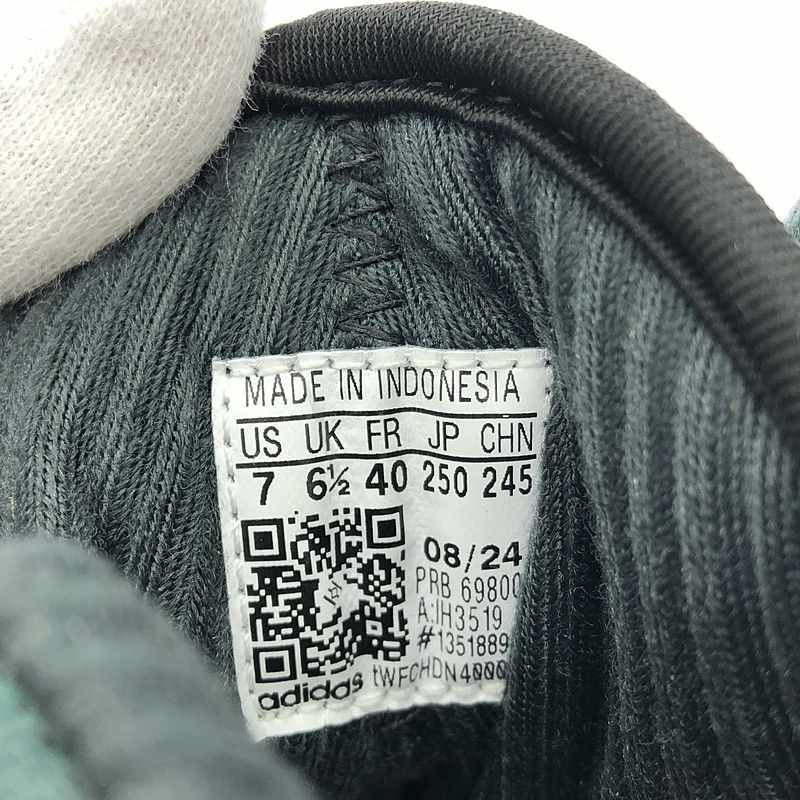 MADE IN INDONESIA
US UK FR JP CHN
7 6½ 40 250 245
08/24
PRB 69800
A:IH3519
#1351889
adidas